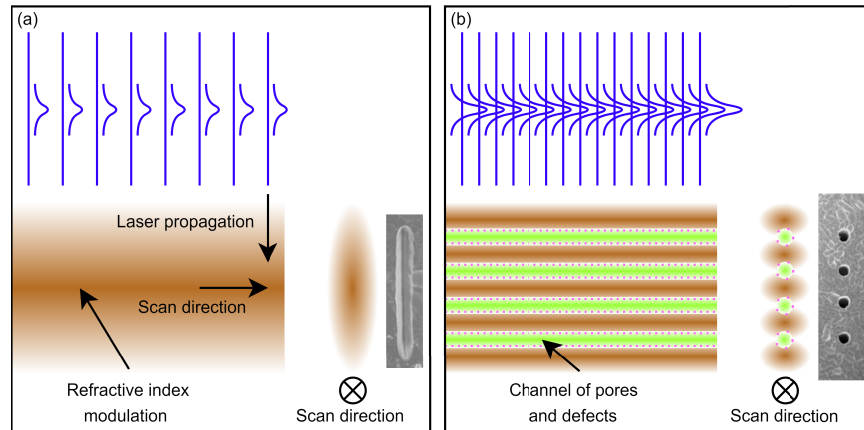 (a)
Laser propagation
Scan direction
Refractive index
modulation
Scan direction
(b)
Channel of pores
and defects
Scan direction